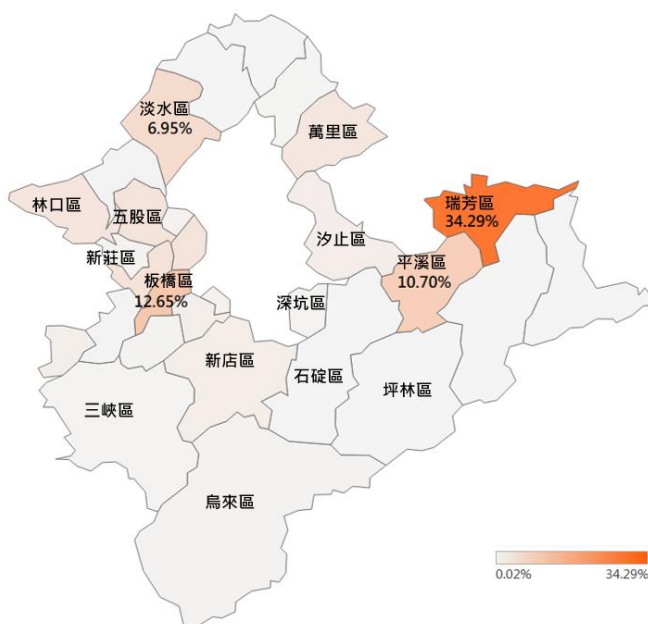 淡水區
6.95%
萬里區
林口區
五股區
瑞芳區
34.29%
汐止區
新莊區
板橋區
12.65%
平溪區
10.70%
深坑區
新店區
石碇區
坪林區
三峽區
烏來區
0.02%
34.29%